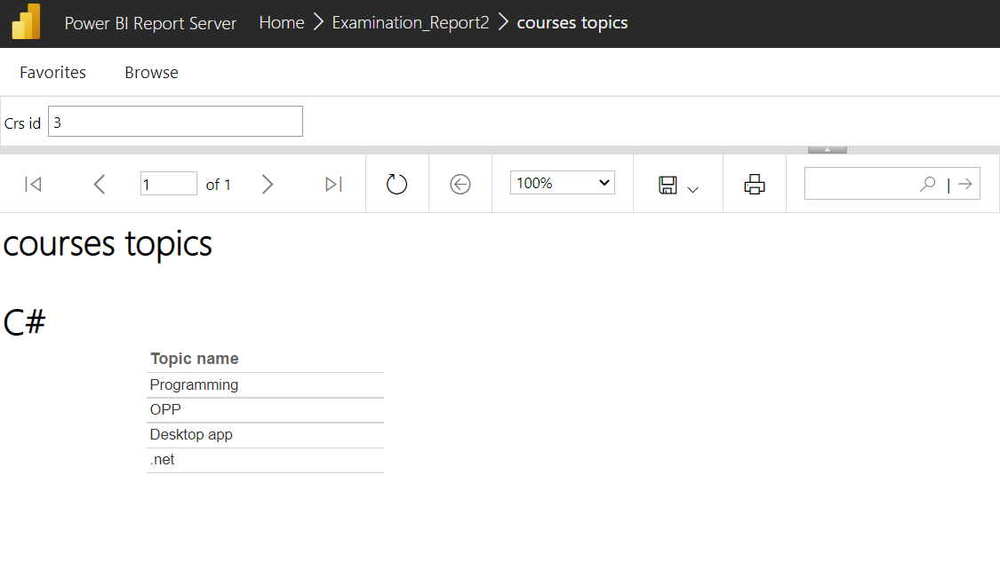 Power BI Report Server Home > Examination_Report2 > courses topics
Favorites Browse
Crs id 3
1 of 1 100% |
courses topics
C#
Topic name
Programming
OPP
Desktop app
.net